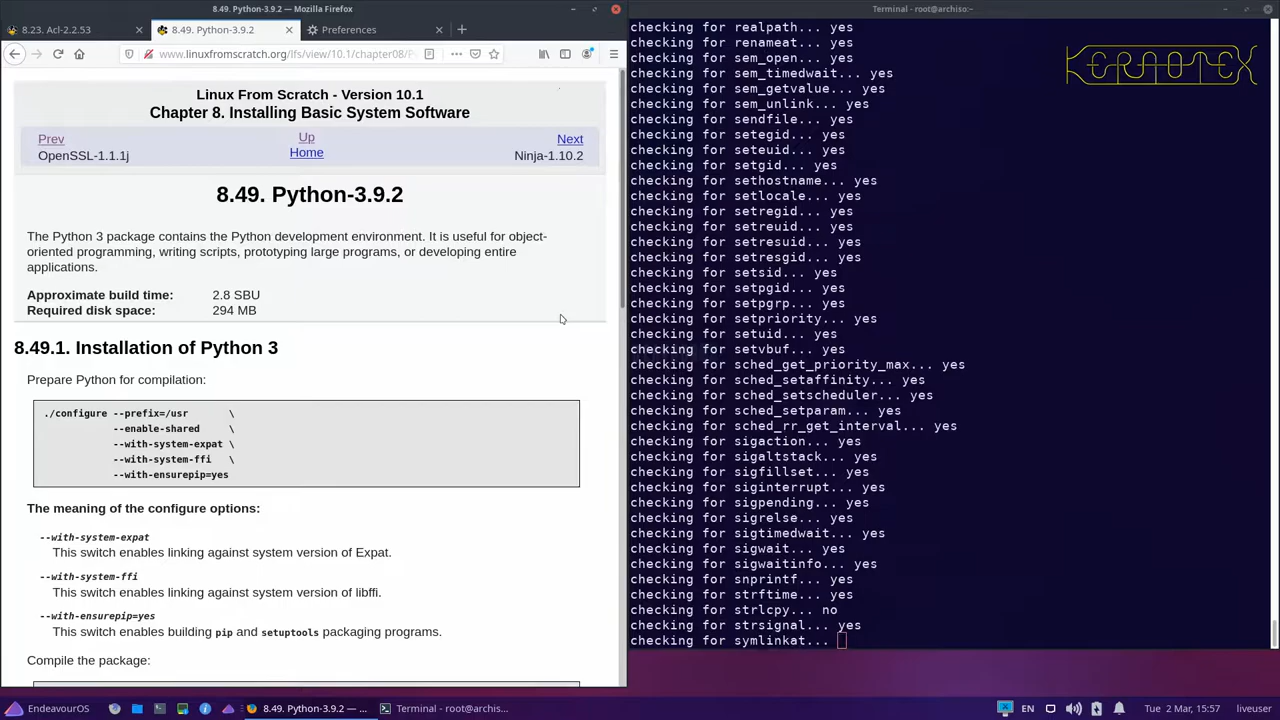 8.49. Python-3.9.2 — Mozilla Firefox
8.23. Acl-2.2.53
8.49. Python-3.9.2
Preferences
www.linuxfromscratch.org/lfs/view/10.1/chapter08/P
Linux From Scratch - Version 10.1
Chapter 8. Installing Basic System Software
Prev
Up
Next
OpenSSL-1.1.1j
Home
Ninja-1.10.2
8.49. Python-3.9.2
The Python 3 package contains the Python development environment. It is useful for object-
oriented programming, writing scripts, prototyping large programs, or developing entire
applications.
Approximate build time: 2.8 SBU
Required disk space: 294 MB
8.49.1. Installation of Python 3
Prepare Python for compilation:
./configure --prefix=/usr \
--enable-shared \
--with-system-expat \
--with-system-ffi \
--with-ensurepip=yes
The meaning of the configure options:
--with-system-expat
This switch enables linking against system version of Expat.
--with-system-ffi
This switch enables linking against system version of libffi.
--with-ensurepip=yes
This switch enables building pip and setuptools packaging programs.
Compile the package:
Terminal - root@archiso:~
KERNOTEX
checking for realpath... yes
checking for renameat... yes
checking for sem_open... yes
checking for sem_timedwait... yes
checking for sem_getvalue... yes
checking for sem_unlink... yes
checking for sendfile... yes
checking for setegid... yes
checking for seteuid... yes
checking for setgid... yes
checking for sethostname... yes
checking for setlocale... yes
checking for setregid... yes
checking for setreuid... yes
checking for setresuid... yes
checking for setresgid... yes
checking for setsid... yes
checking for setpgid... yes
checking for setpgrp... yes
checking for setpriority... yes
checking for setuid... yes
checking for setvbuf... yes
checking for sched_get_priority_max... yes
checking for sched_setaffinity... yes
checking for sched_setscheduler... yes
checking for sched_setparam... yes
checking for sched_rr_get_interval... yes
checking for sigaction... yes
checking for sigaltstack... yes
checking for sigfillset... yes
checking for siginterrupt... yes
checking for sigpending... yes
checking for sigrelse... yes
checking for sigtimedwait... yes
checking for sigwait... yes
checking for sigwaitinfo... yes
checking for snprintf... yes
checking for strftime... yes
checking for strlcpy... no
checking for strsignal... yes
checking for symlinkat...
EndeavourOS
8.49. Python-3.9.2 — ...
Terminal - root@archis...
EN
Tue 2 Mar, 15:57
liveuser